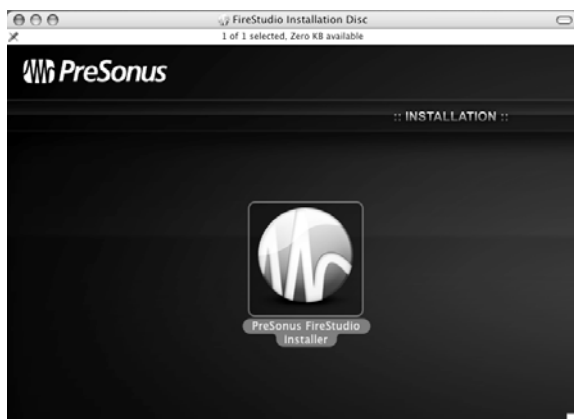 FireStudio Installation Disc
1 of 1 selected, Zero KB available
PreSonus
:: INSTALLATION ::
PreSonus FireStudio
Installer